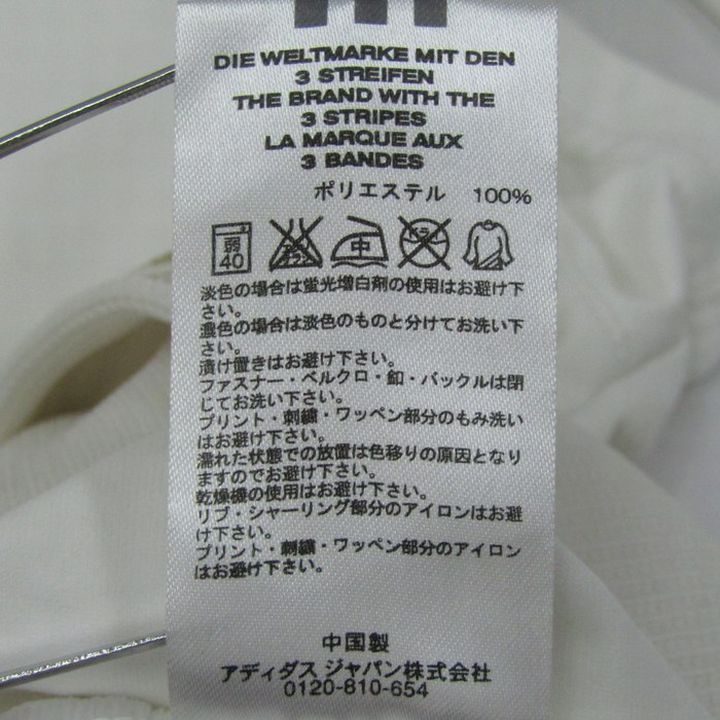 DIE WELTMARKE MIT DEN
3 STREIFEN
THE BRAND WITH THE
3 STRIPES
LA MARQUE AUX
3 BANDES
ポリエステル 100%
弱 エンソサラシ 中 ドライ
40
淡色の場合は蛍光増白剤の使用はお避け下
さい。
濃色の場合は淡色のものと分けてお洗い下
さい。
漬け置きはお避け下さい。
ファスナー・ベルクロ・釦・バックルは閉
じてお洗い下さい。
プリント・刺繍・ワッペン部分のもみ洗い
はお避け下さい。
濡れた状態での放置は色移りの原因となり
ますのでお避け下さい。
乾燥機の使用はお避け下さい。
リブ・シャーリング部分のアイロンはお避
け下さい。
プリント・刺繍・ワッペン部分のアイロン
はお避け下さい。
中国製
アディダス ジャパン株式会社
0120-810-654